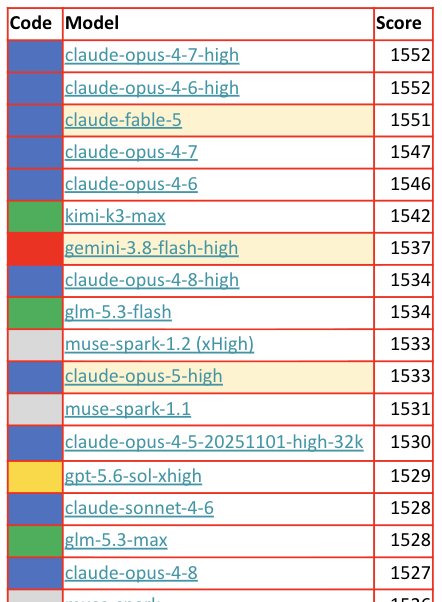 Code Model Score
claude-opus-4-7-high 1552
claude-opus-4-6-high 1552
claude-fable-5 1551
claude-opus-4-7 1547
claude-opus-4-6 1546
kimi-k3-max 1542
gemini-3.8-flash-high 1537
claude-opus-4-8-high 1534
glm-5.3-flash 1534
muse-spark-1.2 (xHigh) 1533
claude-opus-5-high 1533
muse-spark-1.1 1531
claude-opus-4-5-20251101-high-32k 1530
gpt-5.6-sol-xhigh 1529
claude-sonnet-4-6 1528
glm-5.3-max 1528
claude-opus-4-8 1527